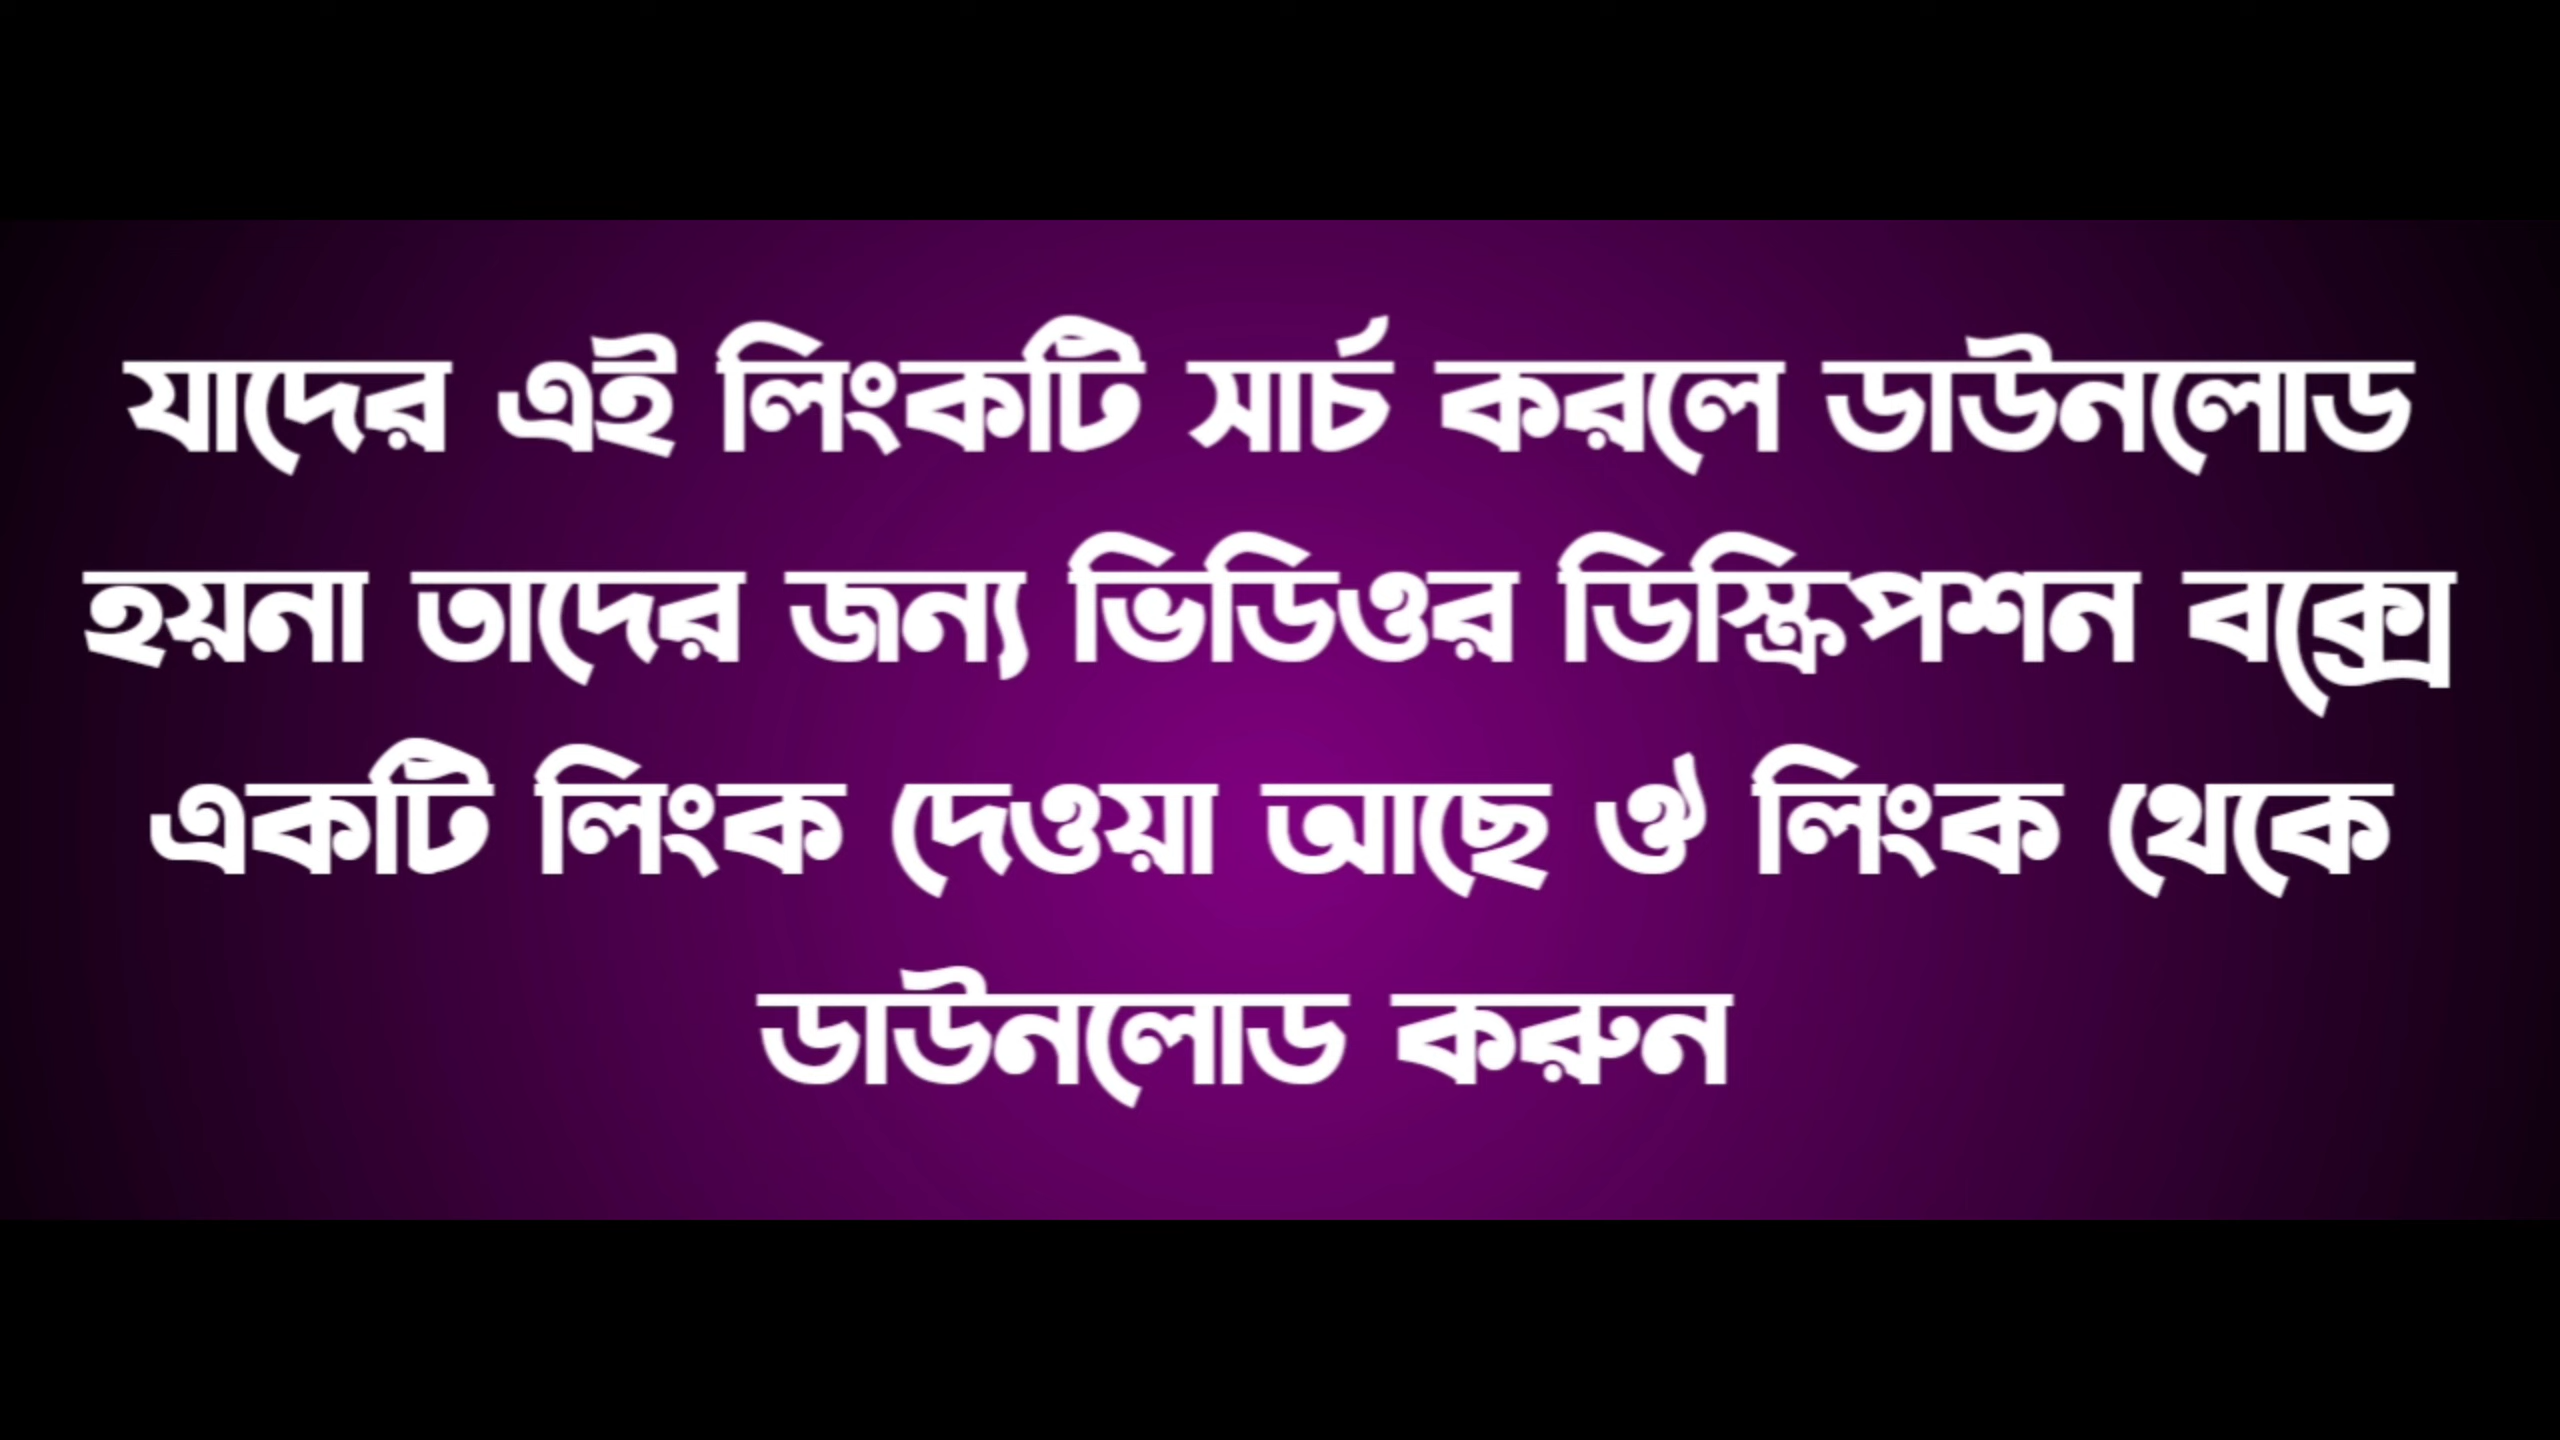 যাদের এই লিংকটি সার্চ করলে ডাউনলোড
হয়না তাদের জন্য ভিডিওর ডিস্ক্রিপশন বক্সে
একটি লিংক দেওয়া আছে ঔ লিংক থেকে
ডাউনলোড করুন